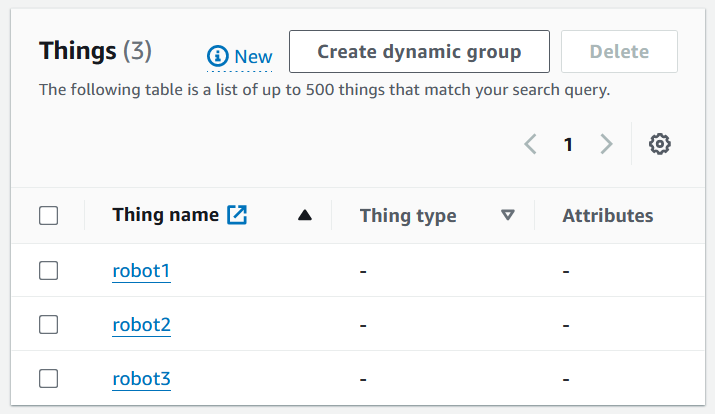 Things (3) New Create dynamic group Delete
The following table is a list of up to 500 things that match your search query.
1
Thing name Thing type Attributes
robot1 - -
robot2 - -
robot3 - -